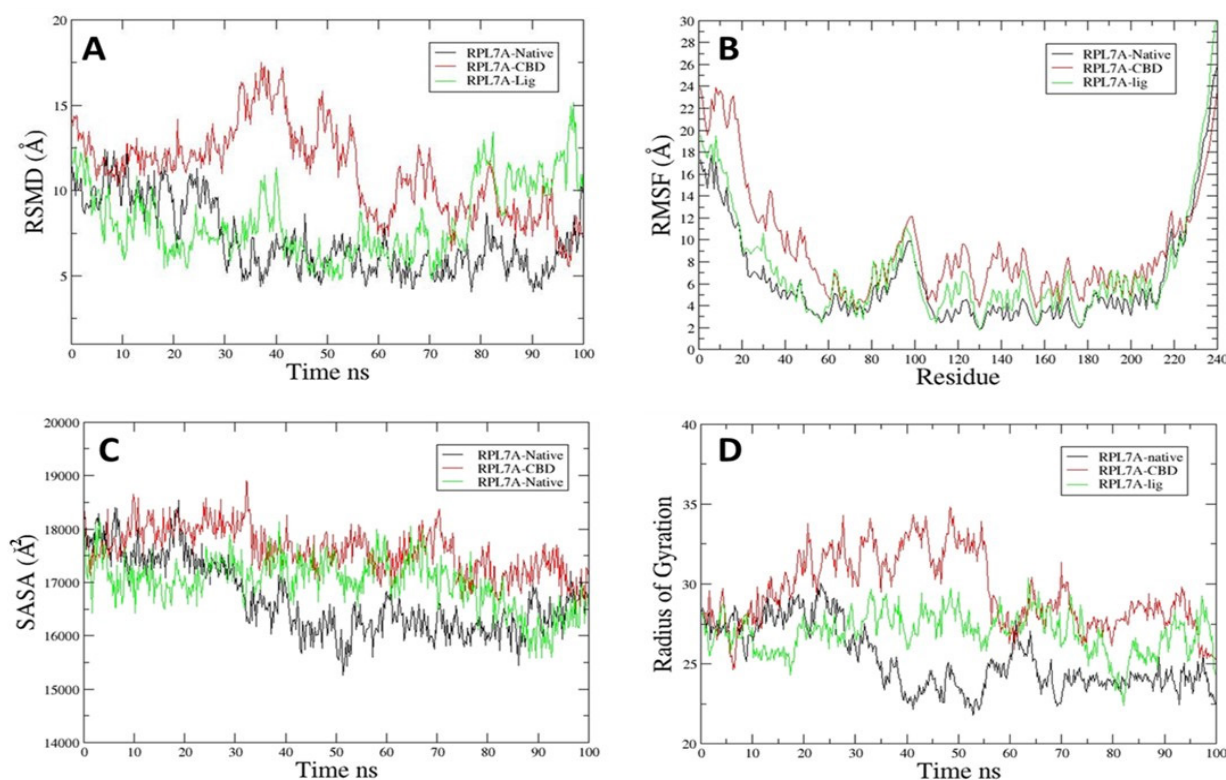 A
RSMD (Å)
20
15
10
5
RPL7A-Native
RPL7A-CBD
RPL7A-Lig
0 10 20 30 40 50 60 70 80 90 100
Time ns
B
RMSF (Å)
30
28
26
24
22
20
18
16
14
12
10
8
6
4
2
0
RPL7A-Native
RPL7A-CBD
RPL7A-lig
0 20 40 60 80 100 120 140 160 180 200 220 240
Residue
C
SASA (Å²)
20000
19000
18000
17000
16000
15000
14000
RPL7A-Native
RPL7A-CBD
RPL7A-Native
0 10 20 30 40 50 60 70 80 90 100
Time ns
D
Radius of Gyration
40
35
30
25
20
RPL7A-native
RPL7A-CBD
RPL7A-lig
0 10 20 30 40 50 60 70 80 90 100
Time ns